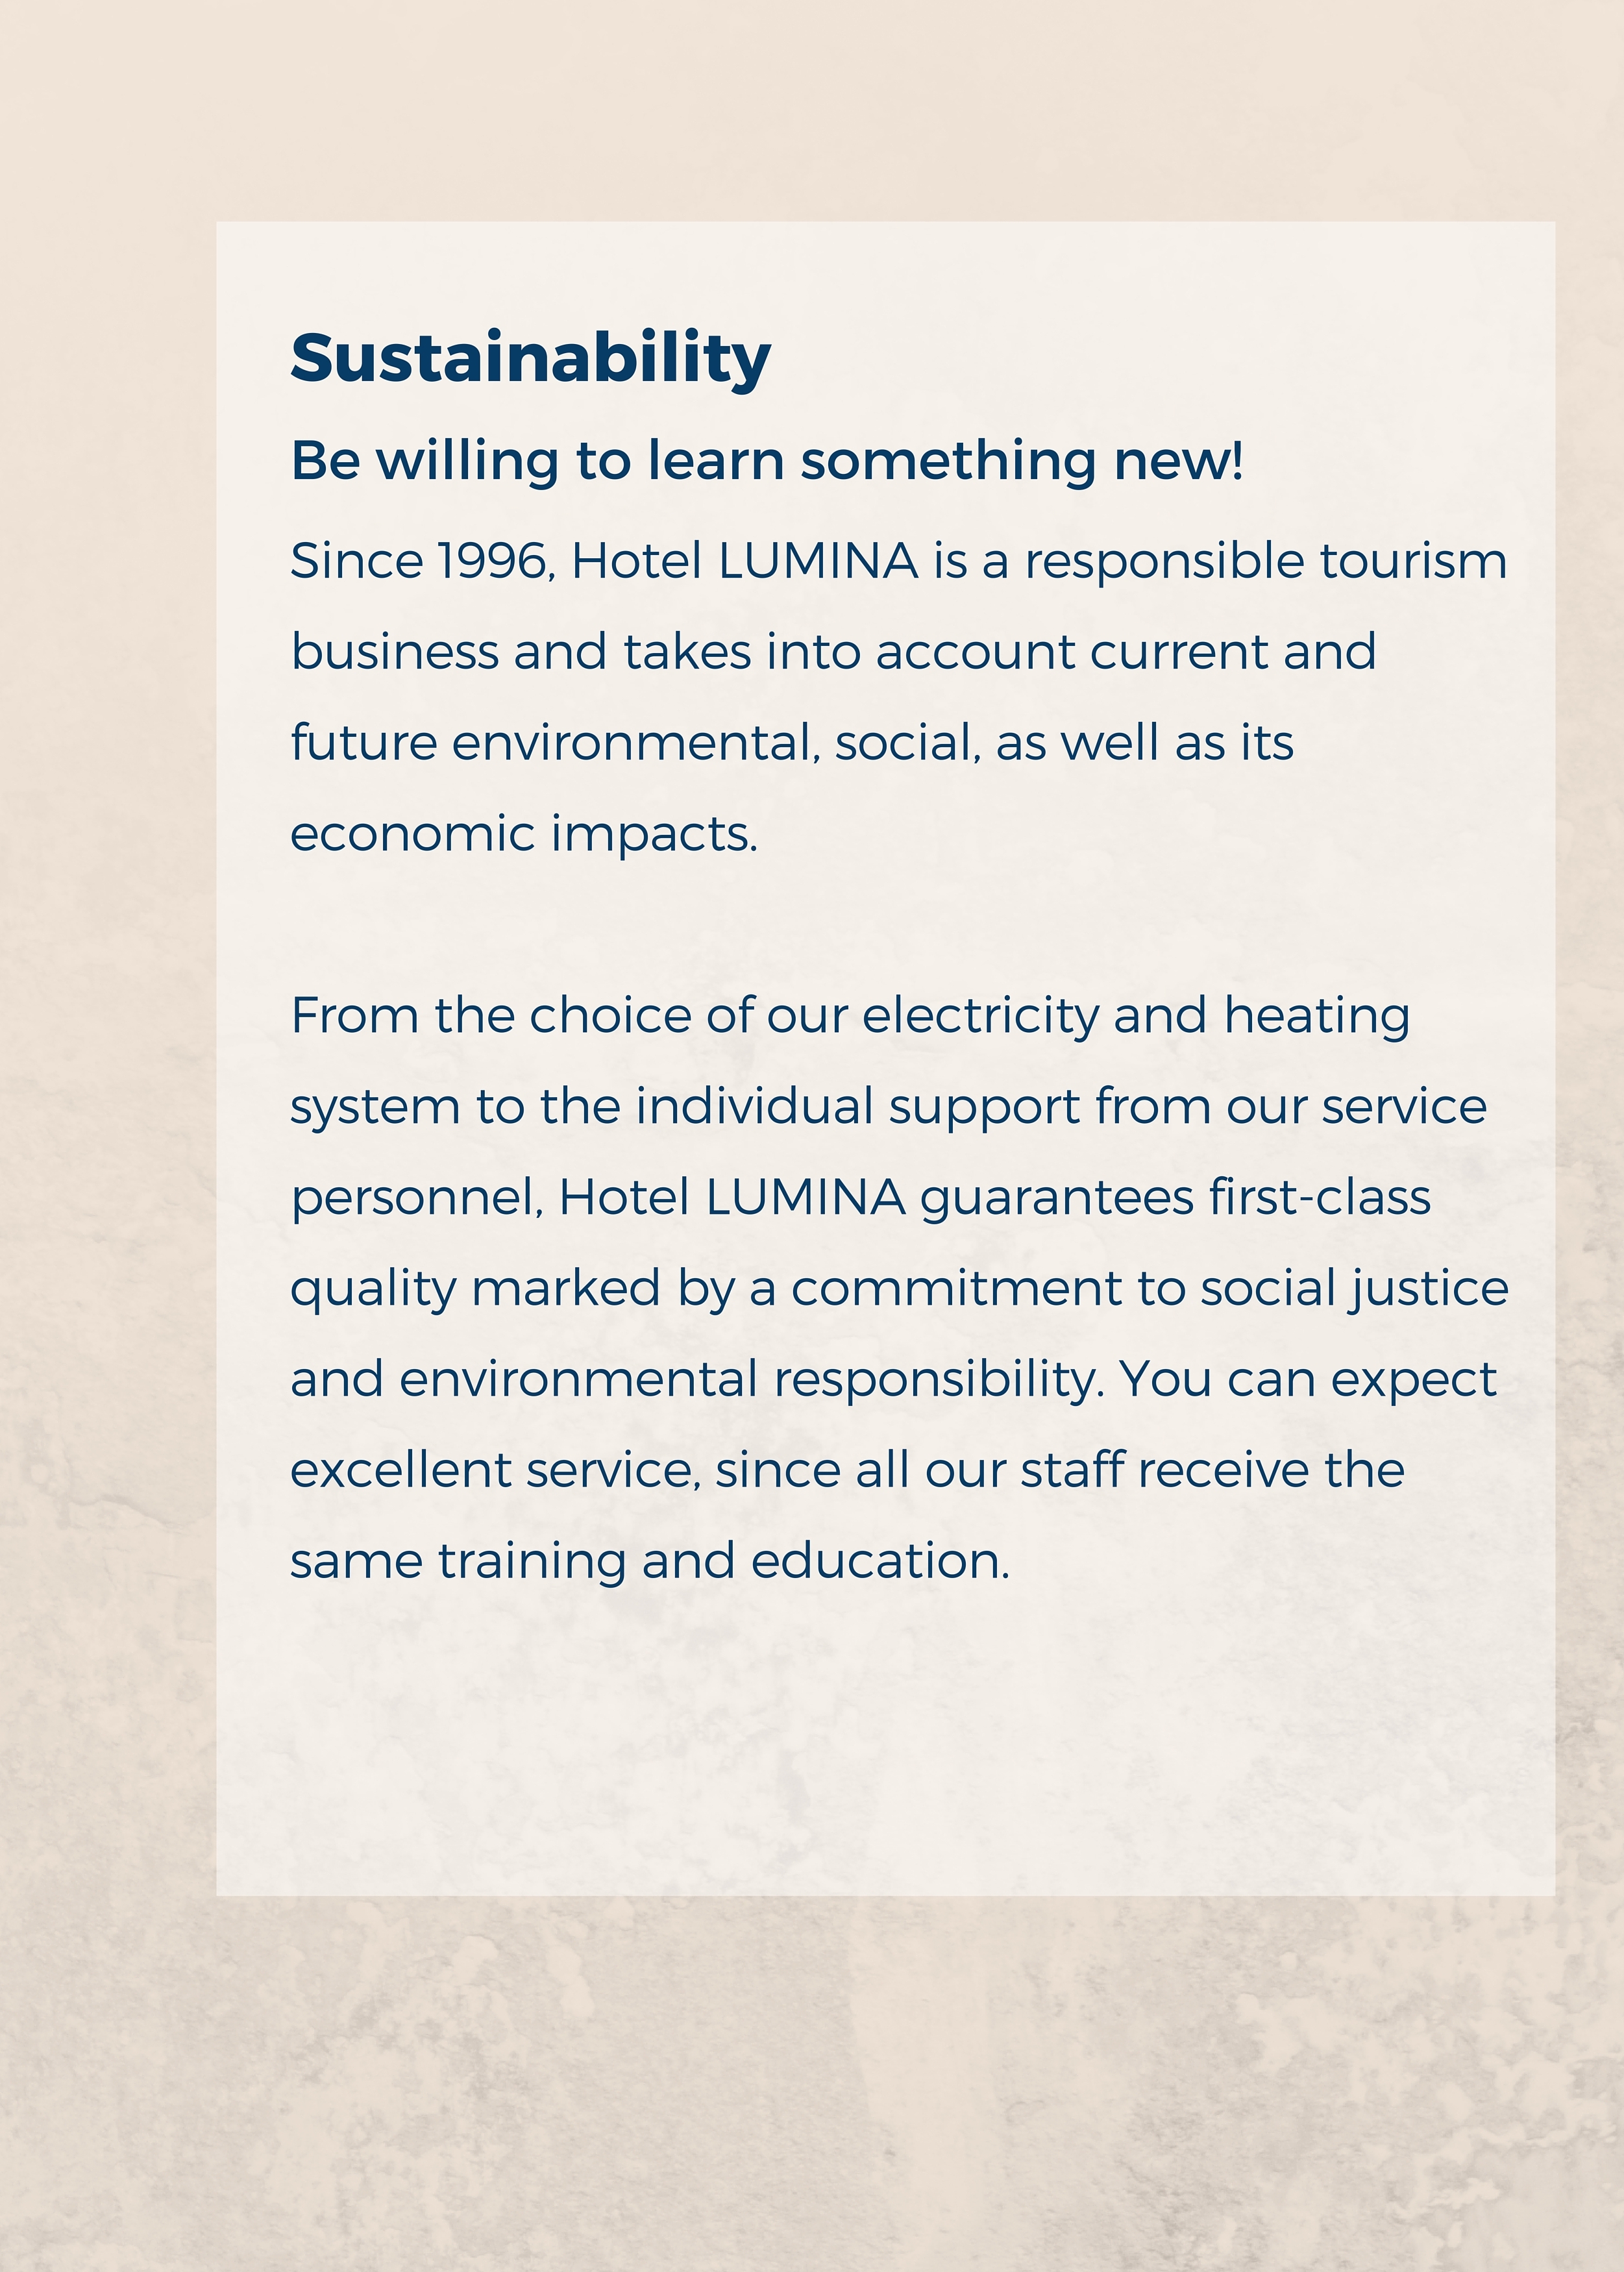 Sustainability
Be willing to learn something new!
Since 1996, Hotel LUMINA is a responsible tourism
business and takes into account current and
future environmental, social, as well as its
economic impacts.
From the choice of our electricity and heating
system to the individual support from our service
personnel, Hotel LUMINA guarantees first-class
quality marked by a commitment to social justice
and environmental responsibility. You can expect
excellent service, since all our staff receive the
same training and education.